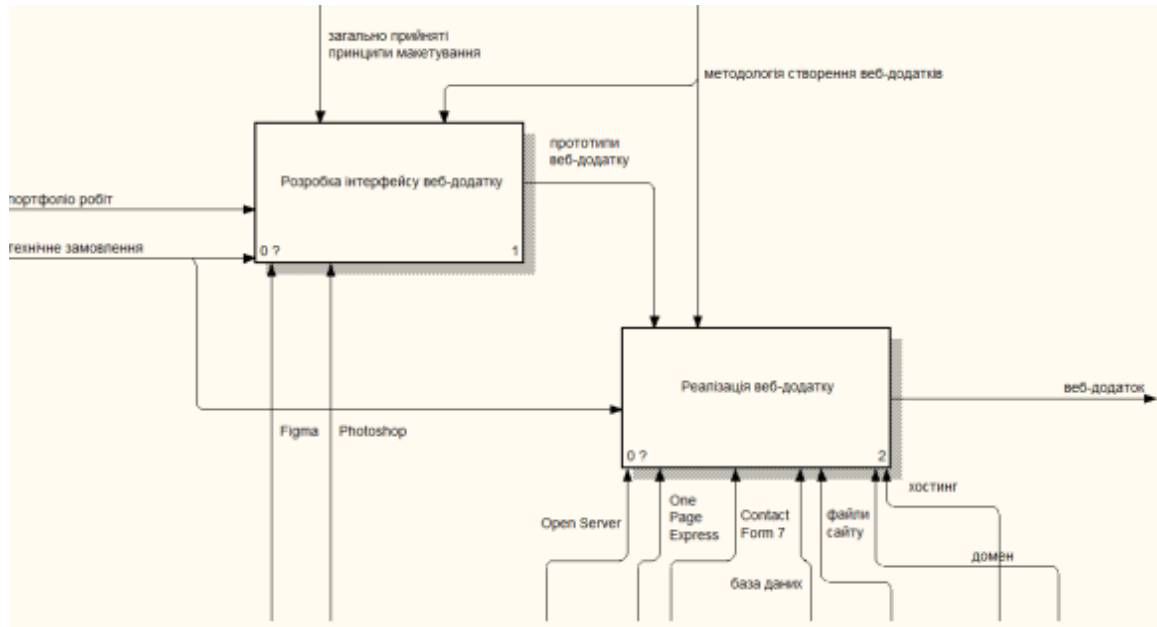 загально прийняті
принципи макетування
методологія створення веб-додатків
прототипи
веб-додатку
Розробка інтерфейсу веб-додатку
портфоліо робіт
технічне замовлення
0 ?
1
Реалізація веб-додатку
веб-додаток
Figma
Photoshop
0 ?
2
хостинг
Open Server
One
Page
Express
Contact
Form 7
файли
сайту
домен
база даних